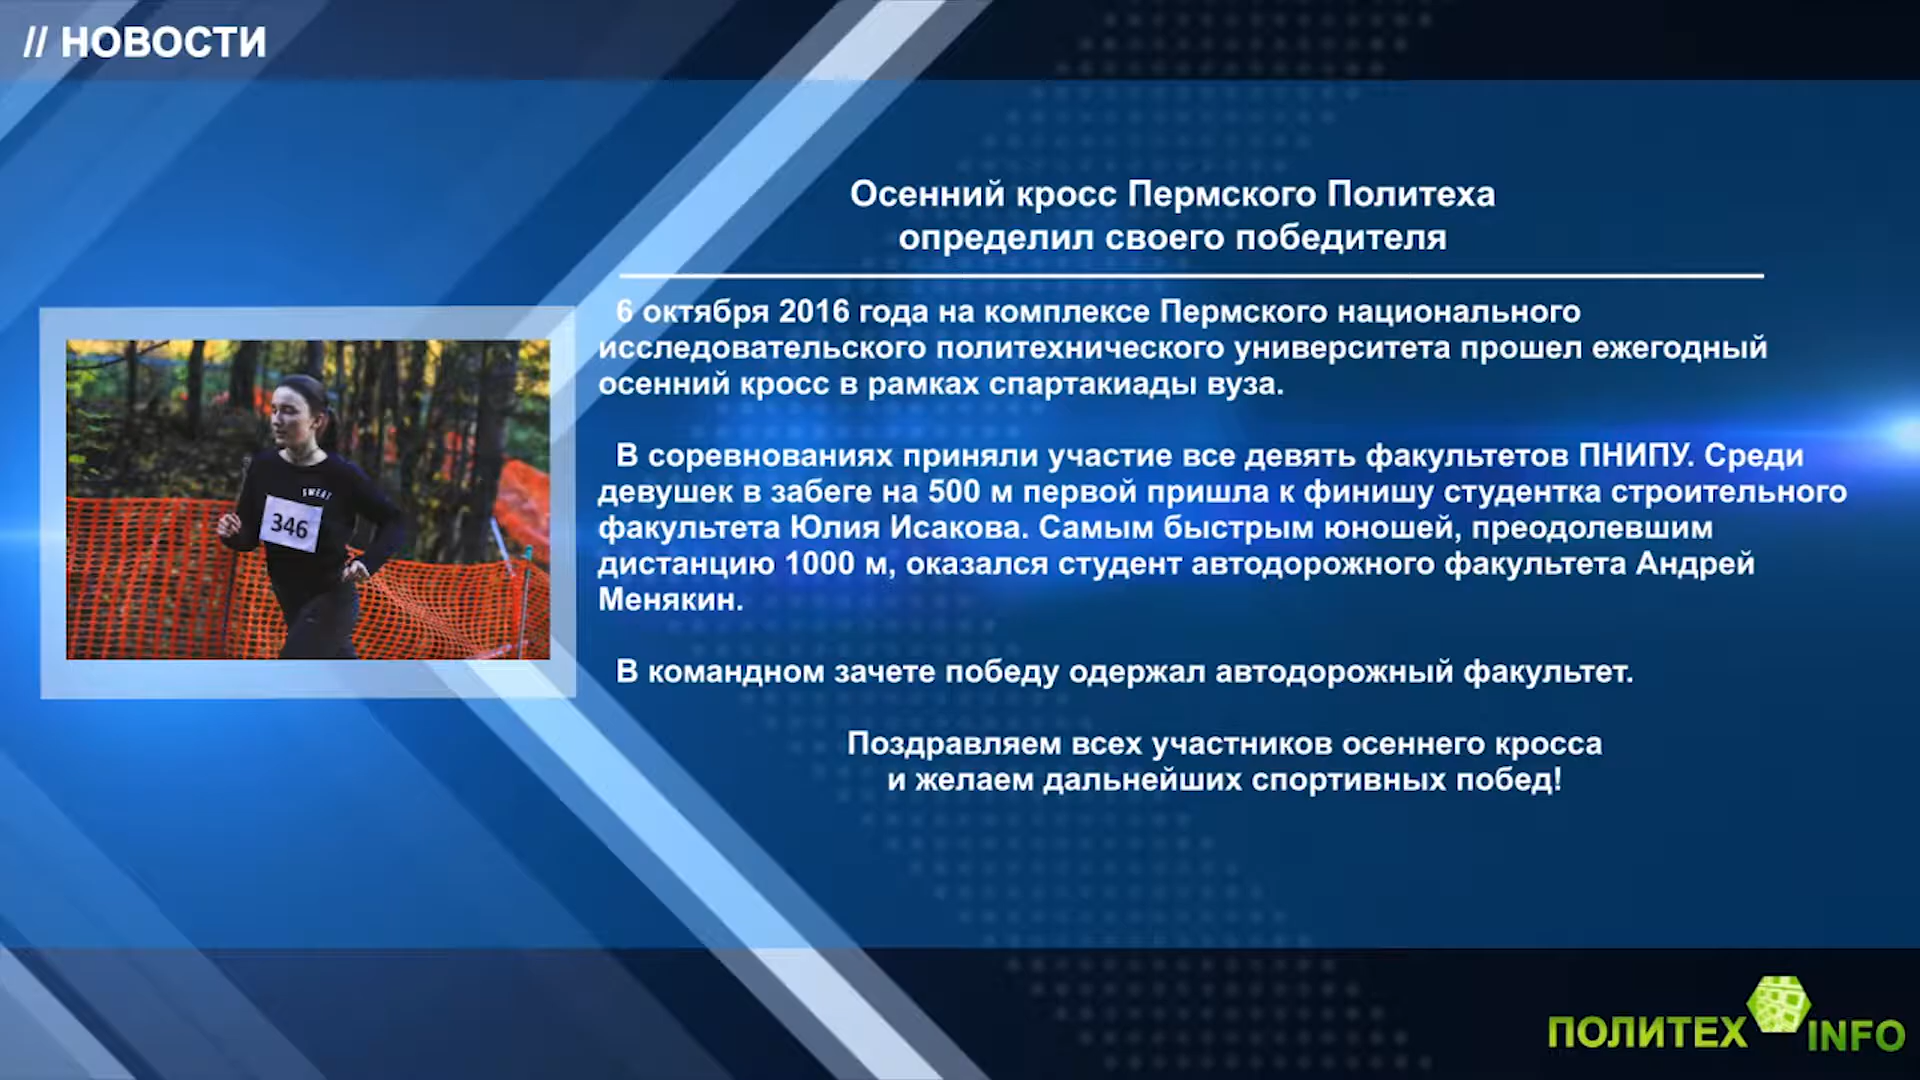 // НОВОСТИ
Осенний кросс Пермского Политеха
определил своего победителя
6 октября 2016 года на комплексе Пермского национального
исследовательского политехнического университета прошел ежегодный
осенний кросс в рамках спартакиады вуза.
В соревнованиях приняли участие все девять факультетов ПНИПУ. Среди
девушек в забеге на 500 м первой пришла к финишу студентка строительного
факультета Юлия Исакова. Самым быстрым юношей, преодолевшим
дистанцию 1000 м, оказался студент автодорожного факультета Андрей
Менякин.
В командном зачете победу одержал автодорожный факультет.
Поздравляем всех участников осеннего кросса
и желаем дальнейших спортивных побед!
SWEAT
346
ПОЛИТЕХ INFO